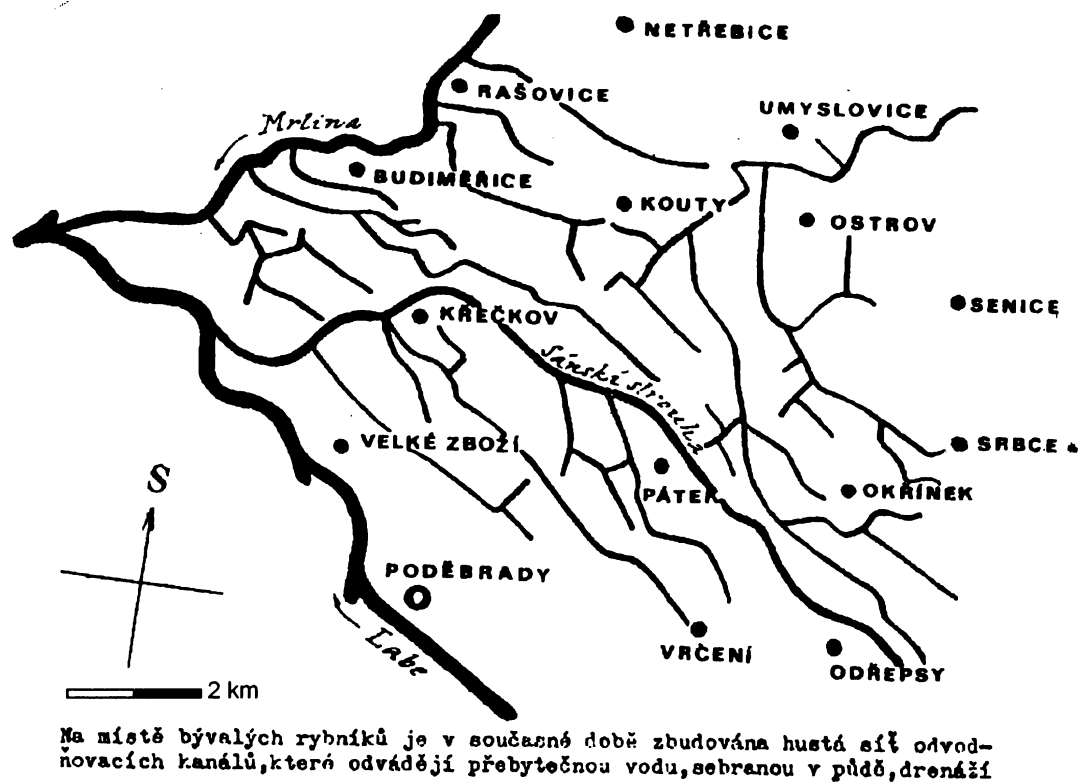 NETŘEBICE
RAŠOVICE
UMYSLOVICE
Mrlina
BUDIMĚŘICE
KOUTY
OSTROV
SENICE
KŘEČKOV
Sánská strouha
VELKÉ ZBOŽÍ
SRBCE
S
PÁTEK
OKŘÍNEK
PODĚBRADY
Labe
VRČENÍ
ODŘEPSY
2 km
Na místě bývalých rybníků je v současné době zbudována hustá síť odvod-
ňovacích kanálů,které odvádějí přebytečnou vodu,sebranou v půdě,drenáží